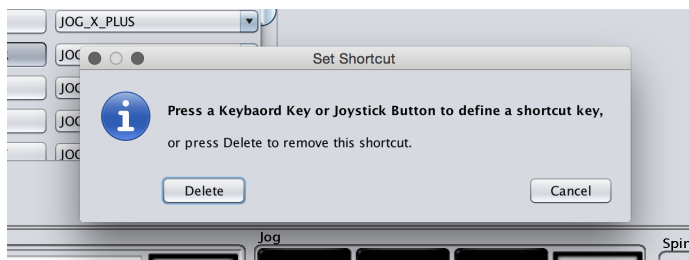 JOG_X_PLUS
Set Shortcut
Press a Keybaord Key or Joystick Button to define a shortcut key,
or press Delete to remove this shortcut.
Delete
Cancel
Jog